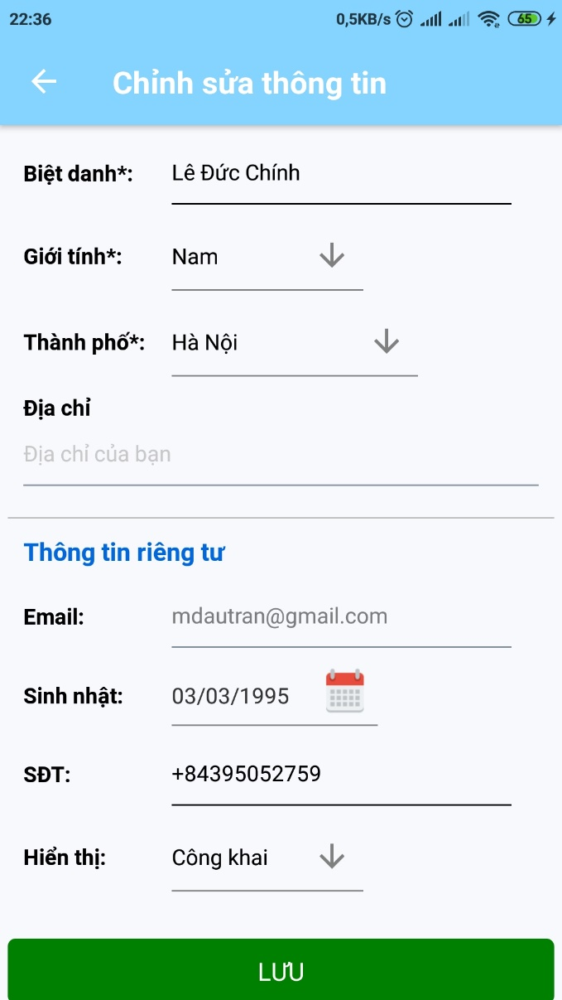 22:36 0,5KB/s 65
Chỉnh sửa thông tin
Biệt danh*: Lê Đức Chính
Giới tính*: Nam
Thành phố*: Hà Nội
Địa chỉ
Địa chỉ của bạn
Thông tin riêng tư
Email: mdautran@gmail.com
Sinh nhật: 03/03/1995
SĐT: +84395052759
Hiển thị: Công khai
LƯU